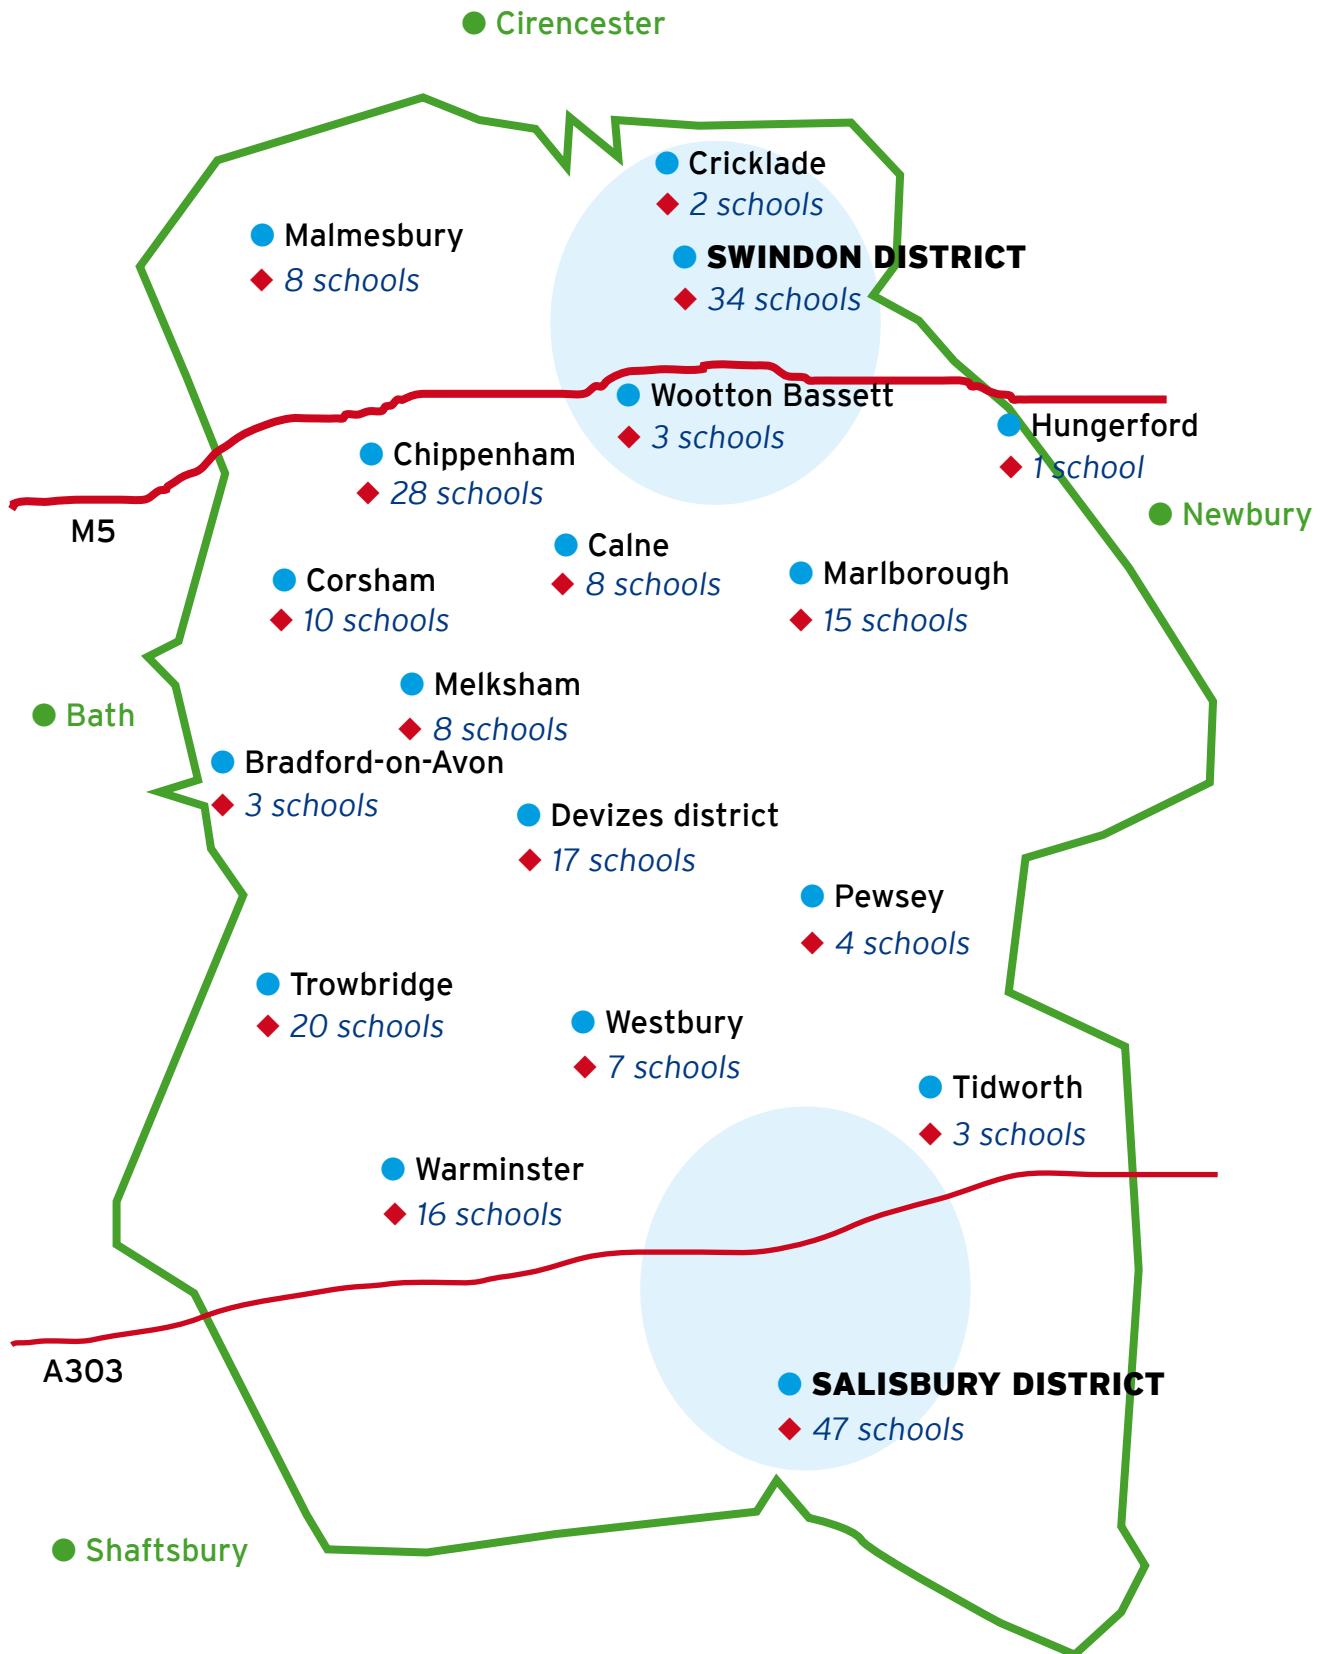 Cirencester
Cricklade
2 schools
Malmesbury
8 schools
SWINDON DISTRICT
34 schools
Wootton Bassett
3 schools
Hungerford
1 school
Chippenham
28 schools
M5
Newbury
Calne
8 schools
Corsham
10 schools
Marlborough
15 schools
Melksham
8 schools
Bath
Bradford-on-Avon
3 schools
Devizes district
17 schools
Pewsey
4 schools
Trowbridge
20 schools
Westbury
7 schools
Tidworth
3 schools
Warminster
16 schools
A303
SALISBURY DISTRICT
47 schools
Shaftsbury